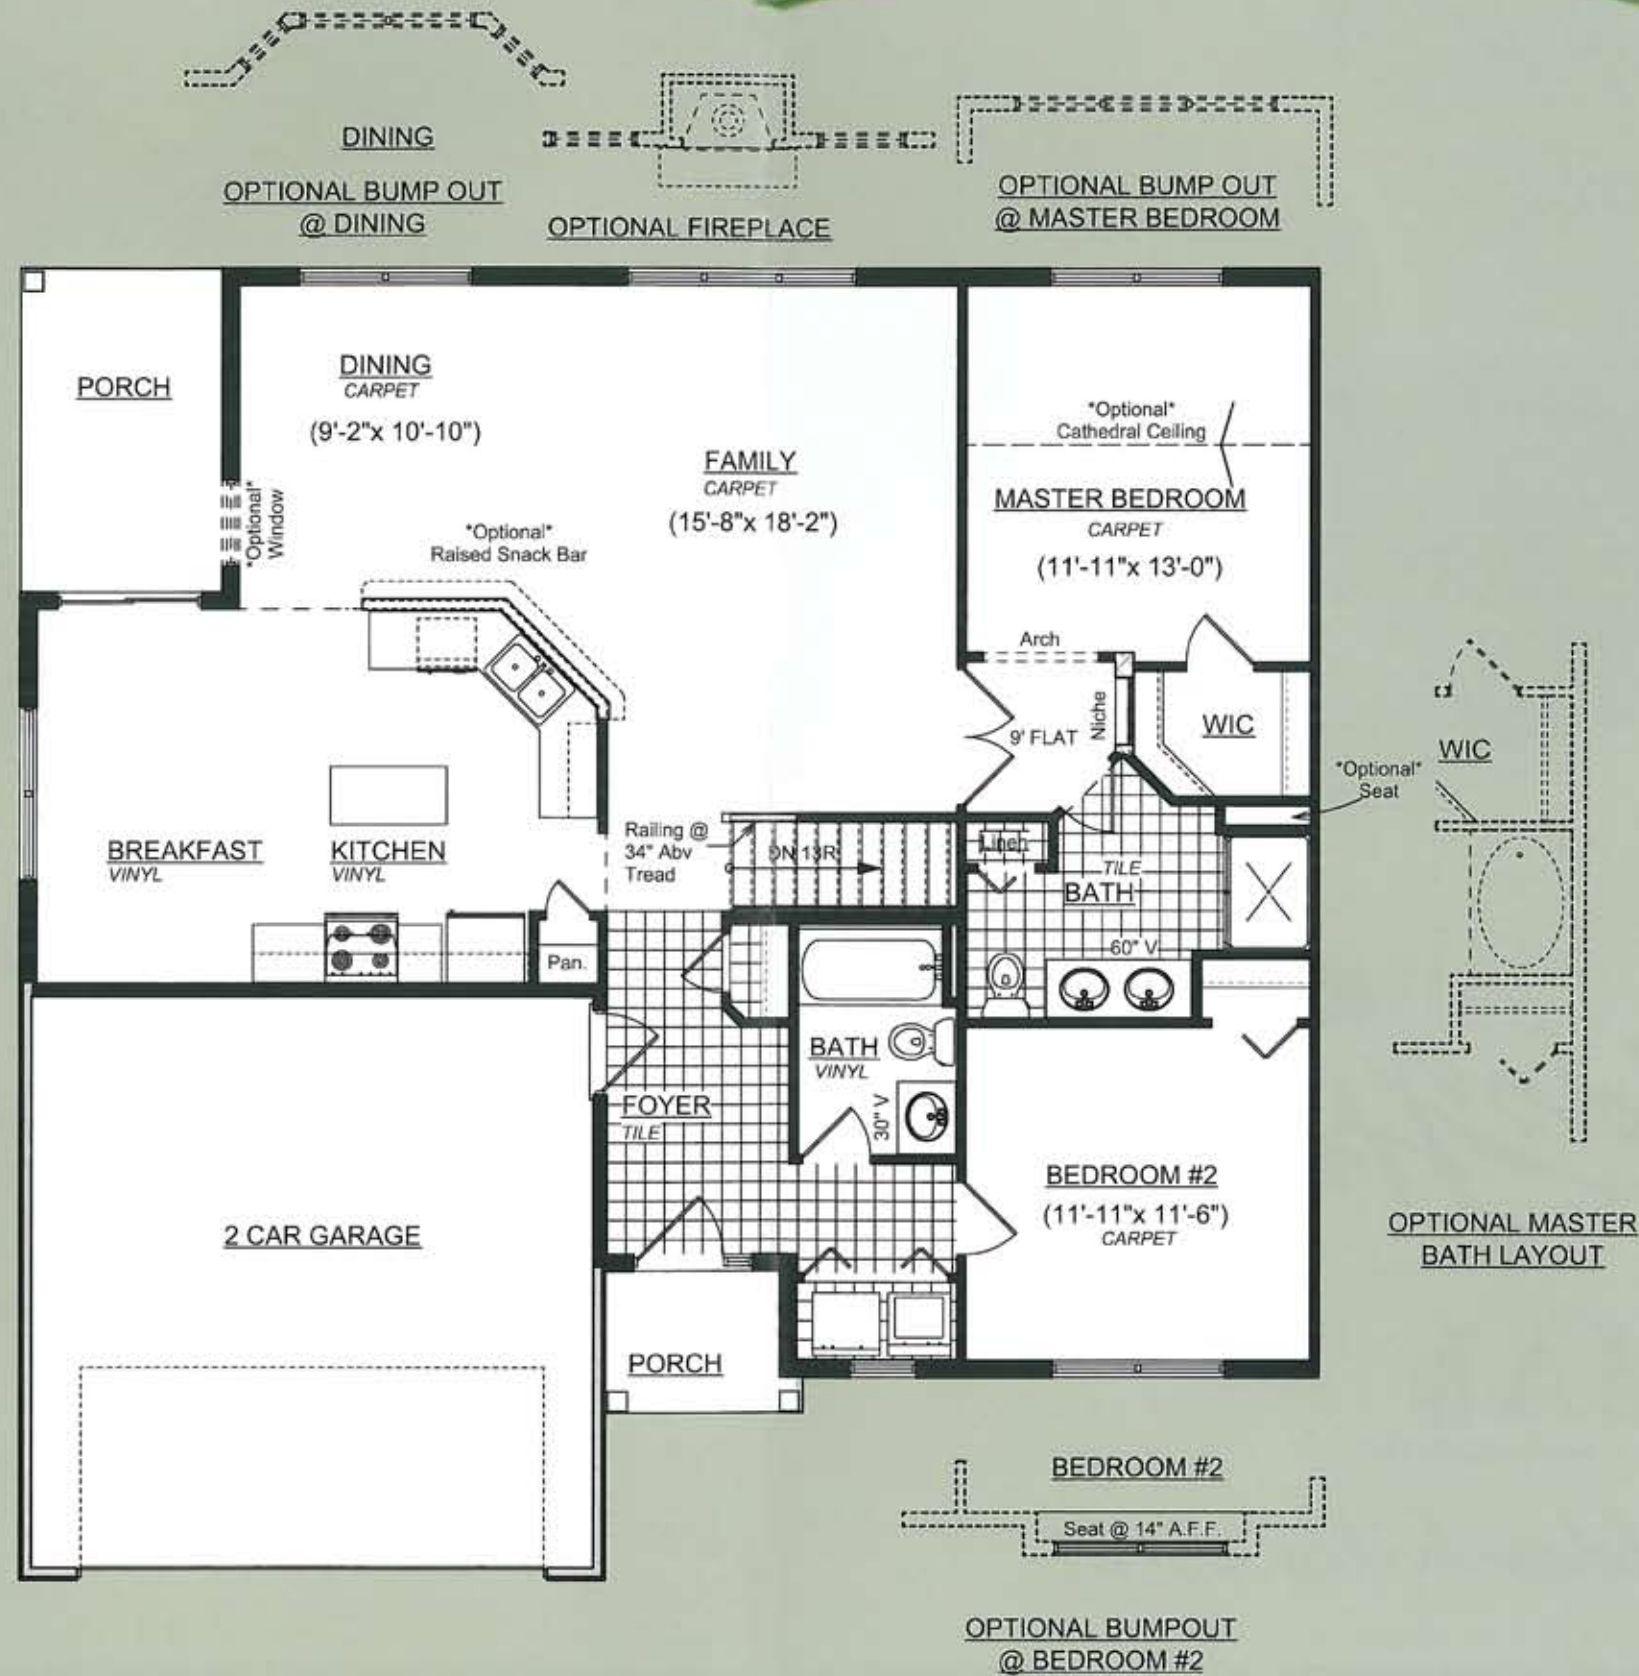 DINING
OPTIONAL BUMP OUT
@ DINING
OPTIONAL FIREPLACE
OPTIONAL BUMP OUT
@ MASTER BEDROOM
PORCH
DINING
CARPET
(9'-2"x 10'-10")
*Optional*
Window
FAMILY
CARPET
(15'-8"x 18'-2")
*Optional*
Raised Snack Bar
*Optional*
Cathedral Ceiling
MASTER BEDROOM
CARPET
(11'-11"x 13'-0")
Arch
Niche
9' FLAT
WIC
*Optional*
Seat
WIC
BREAKFAST
VINYL
KITCHEN
VINYL
Railing @
34" Abv
Tread
DN 13R
Linen
TILE
BATH
60" V
Pan.
BATH
VINYL
30" V
FOYER
TILE
BEDROOM #2
(11'-11"x 11'-6")
CARPET
2 CAR GARAGE
PORCH
OPTIONAL MASTER
BATH LAYOUT
BEDROOM #2
Seat @ 14" A.F.F.
OPTIONAL BUMPOUT
@ BEDROOM #2